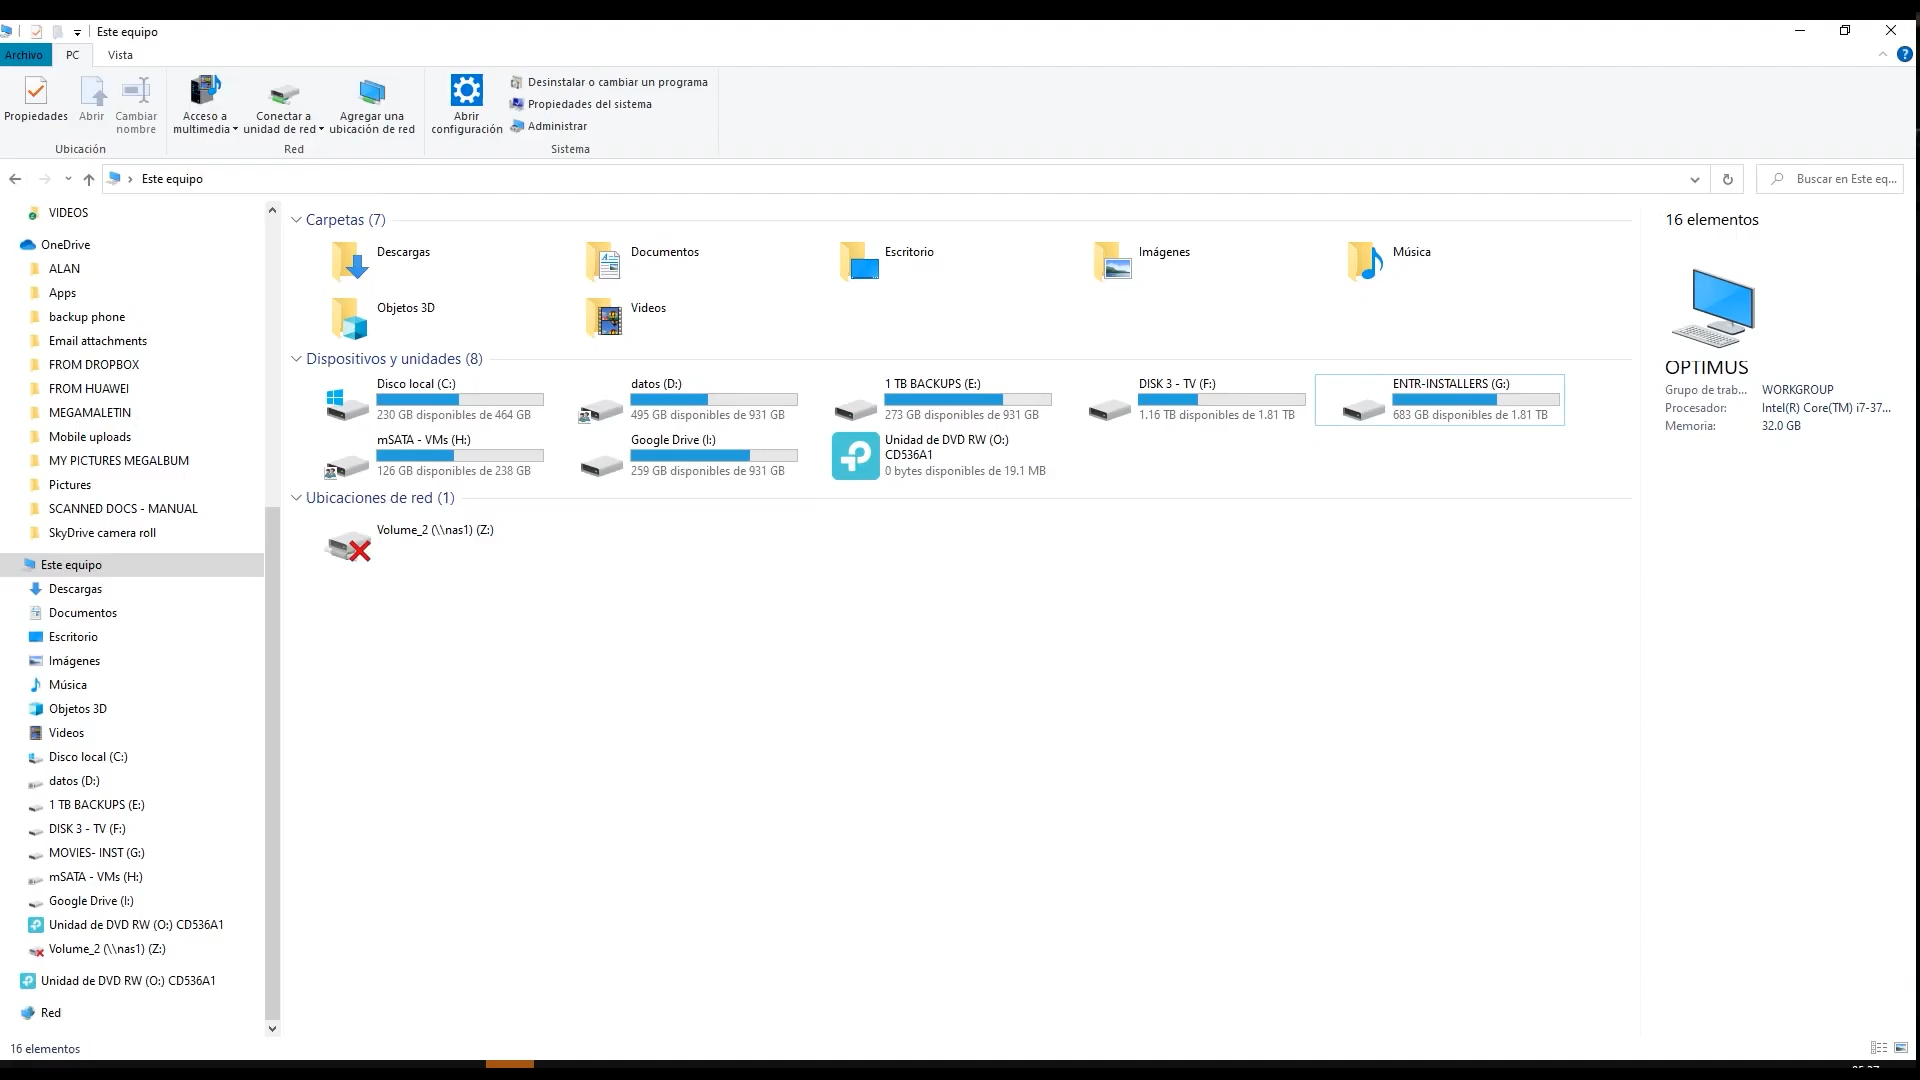 Este equipo
Archivo
PC
Vista
Propiedades
Abrir
Cambiar
nombre
Ubicación
Acceso a
multimedia
Conectar a
unidad de red
Agregar una
ubicación de red
Red
Abrir
configuración
Desinstalar o cambiar un programa
Propiedades del sistema
Administrar
Sistema
Este equipo
Buscar en Este eq...
VIDEOS
OneDrive
ALAN
Apps
backup phone
Email attachments
FROM DROPBOX
FROM HUAWEI
MEGAMALETIN
Mobile uploads
MY PICTURES MEGALBUM
Pictures
SCANNED DOCS - MANUAL
SkyDrive camera roll
Este equipo
Descargas
Documentos
Escritorio
Imágenes
Música
Objetos 3D
Videos
Disco local (C:)
datos (D:)
1 TB BACKUPS (E:)
DISK 3 - TV (F:)
MOVIES- INST (G:)
mSATA - VMs (H:)
Google Drive (I:)
Unidad de DVD RW (O:) CD536A1
Volume_2 (\\nas1) (Z:)
Unidad de DVD RW (O:) CD536A1
Red
16 elementos
Carpetas (7)
Descargas
Documentos
Escritorio
Imágenes
Música
Objetos 3D
Videos
Dispositivos y unidades (8)
Disco local (C:)
230 GB disponibles de 464 GB
datos (D:)
495 GB disponibles de 931 GB
1 TB BACKUPS (E:)
273 GB disponibles de 931 GB
DISK 3 - TV (F:)
1.16 TB disponibles de 1.81 TB
ENTR-INSTALLERS (G:)
683 GB disponibles de 1.81 TB
mSATA - VMs (H:)
126 GB disponibles de 238 GB
Google Drive (I:)
259 GB disponibles de 931 GB
Unidad de DVD RW (O:)
CD536A1
0 bytes disponibles de 19.1 MB
Ubicaciones de red (1)
Volume_2 (\\nas1) (Z:)
16 elementos
OPTIMUS
Grupo de trab... WORKGROUP
Procesador: Intel(R) Core(TM) i7-37...
Memoria: 32.0 GB